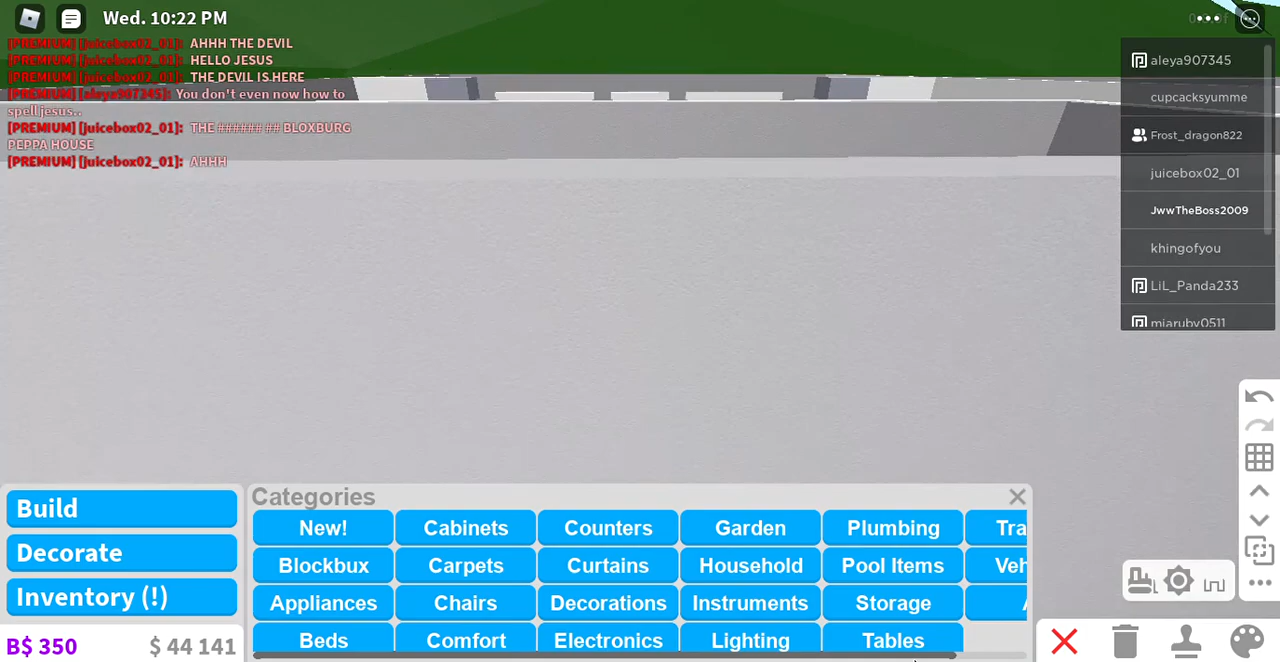 Wed. 10:22 PM
[PREMIUM] [juicebox02_01]: AHHH THE DEVIL
[PREMIUM] [juicebox02_01]: HELLO JESUS
[PREMIUM] [juicebox02_01]: THE DEVIL IS HERE
[PREMIUM] [aleya907345]: You don't even now how to
spell jesus..
[PREMIUM] [juicebox02_01]: THE ###### ## BLOXBURG
PEPPA HOUSE
[PREMIUM] [juicebox02_01]: AHHH
aleya907345
cupcacksyumme
Frost_dragon822
juicebox02_01
JwwTheBoss2009
khingofyou
LiL_Panda233
miaruby0511
Build
Decorate
Inventory (!)
B$ 350 $ 44 141
Categories
New! Cabinets Counters Garden Plumbing Tra
Blockbux Carpets Curtains Household Pool Items Veh
Appliances Chairs Decorations Instruments Storage
Beds Comfort Electronics Lighting Tables